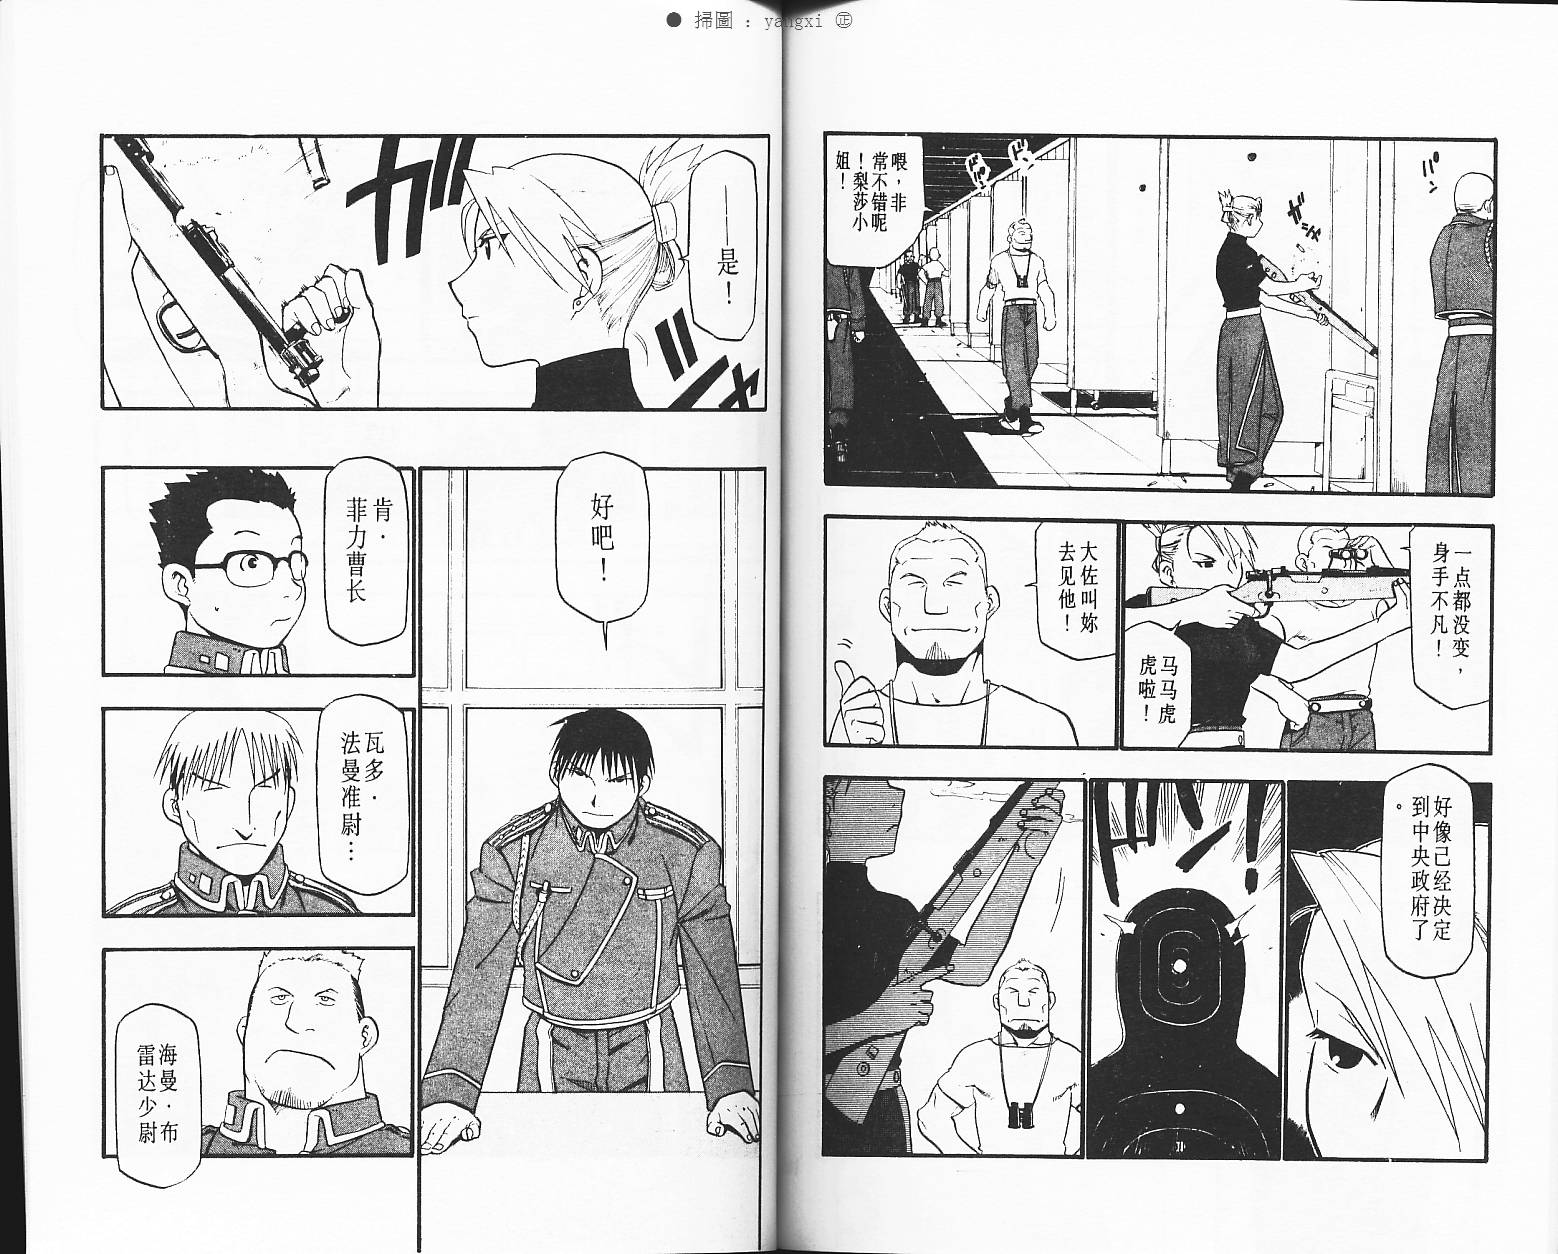 ● 掃圖 : yangxi ㊣
喂，非
常不错呢
！梨莎小
姐！
一点都没变，
身手不凡！
马马虎
虎啦！
大佐叫妳
去见他！
好像已经决定
到中央政府了
。
—是！
好吧！
肯·
菲力曹长
瓦多·
法曼准尉…
海曼·布
雷达少尉